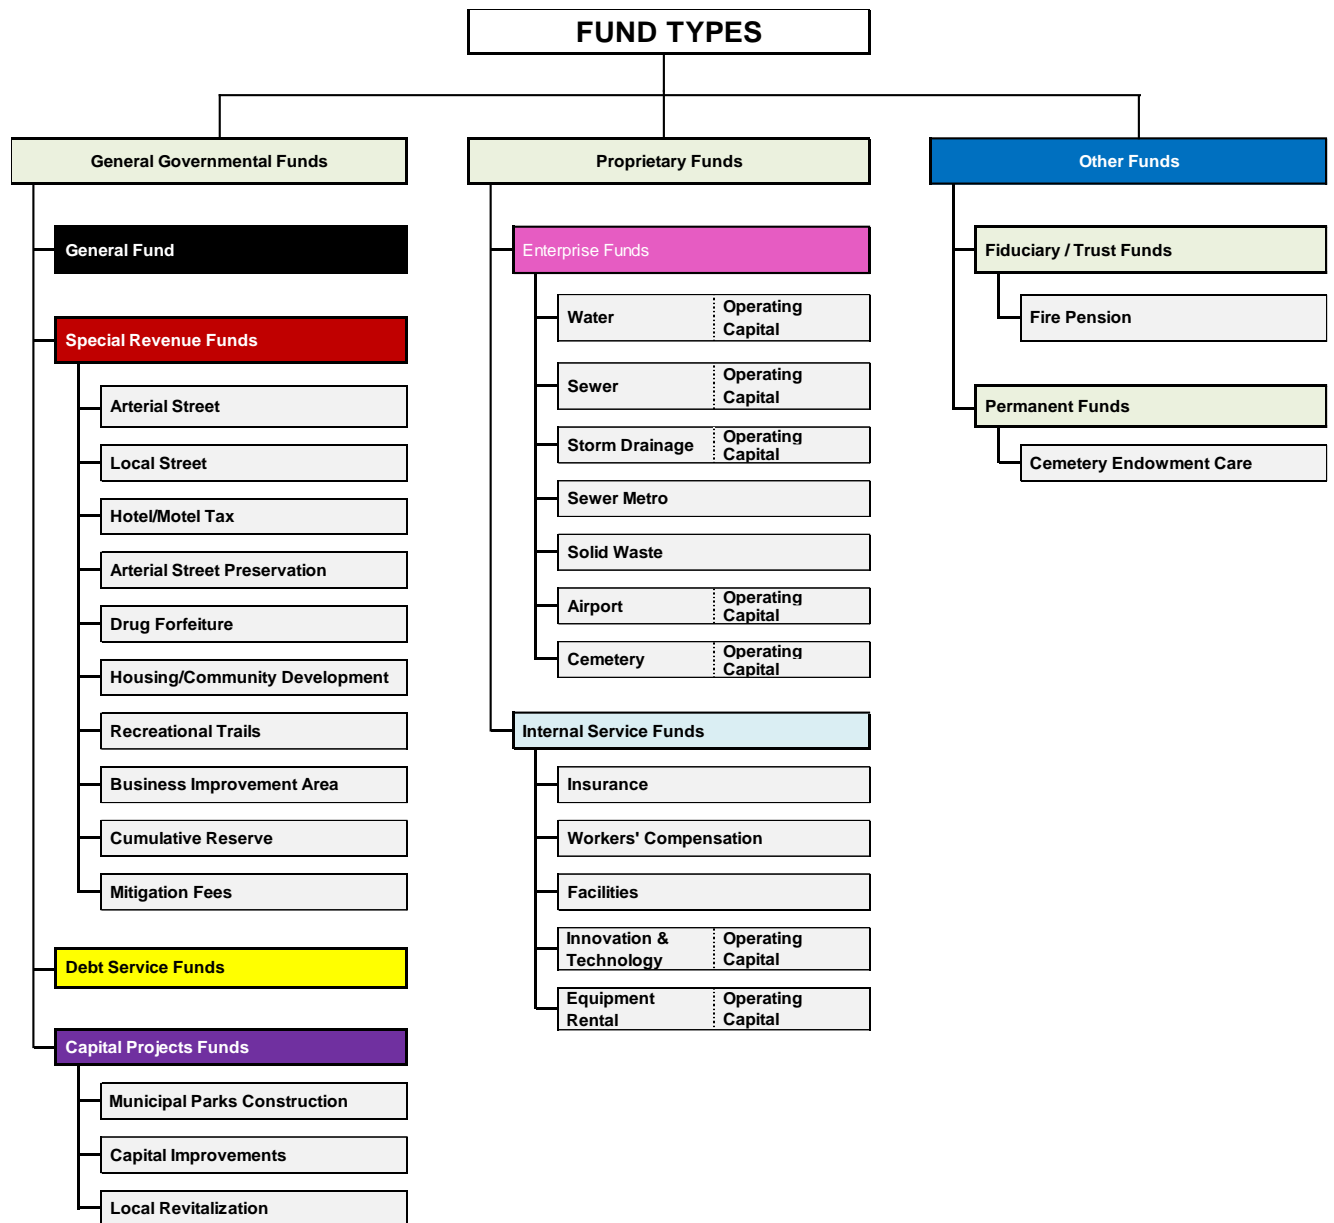 FUND TYPES
General Governmental Funds
General Fund
Special Revenue Funds
Arterial Street
Local Street
Hotel/Motel Tax
Arterial Street Preservation
Drug Forfeiture
Housing/Community Development
Recreational Trails
Business Improvement Area
Cumulative Reserve
Mitigation Fees
Debt Service Funds
Capital Projects Funds
Municipal Parks Construction
Capital Improvements
Local Revitalization
Proprietary Funds
Enterprise Funds
Water
Operating
Capital
Sewer
Operating
Capital
Storm Drainage
Operating
Capital
Sewer Metro
Solid Waste
Airport
Operating
Capital
Cemetery
Operating
Capital
Internal Service Funds
Insurance
Workers' Compensation
Facilities
Innovation &
Technology
Operating
Capital
Equipment
Rental
Operating
Capital
Other Funds
Fiduciary / Trust Funds
Fire Pension
Permanent Funds
Cemetery Endowment Care